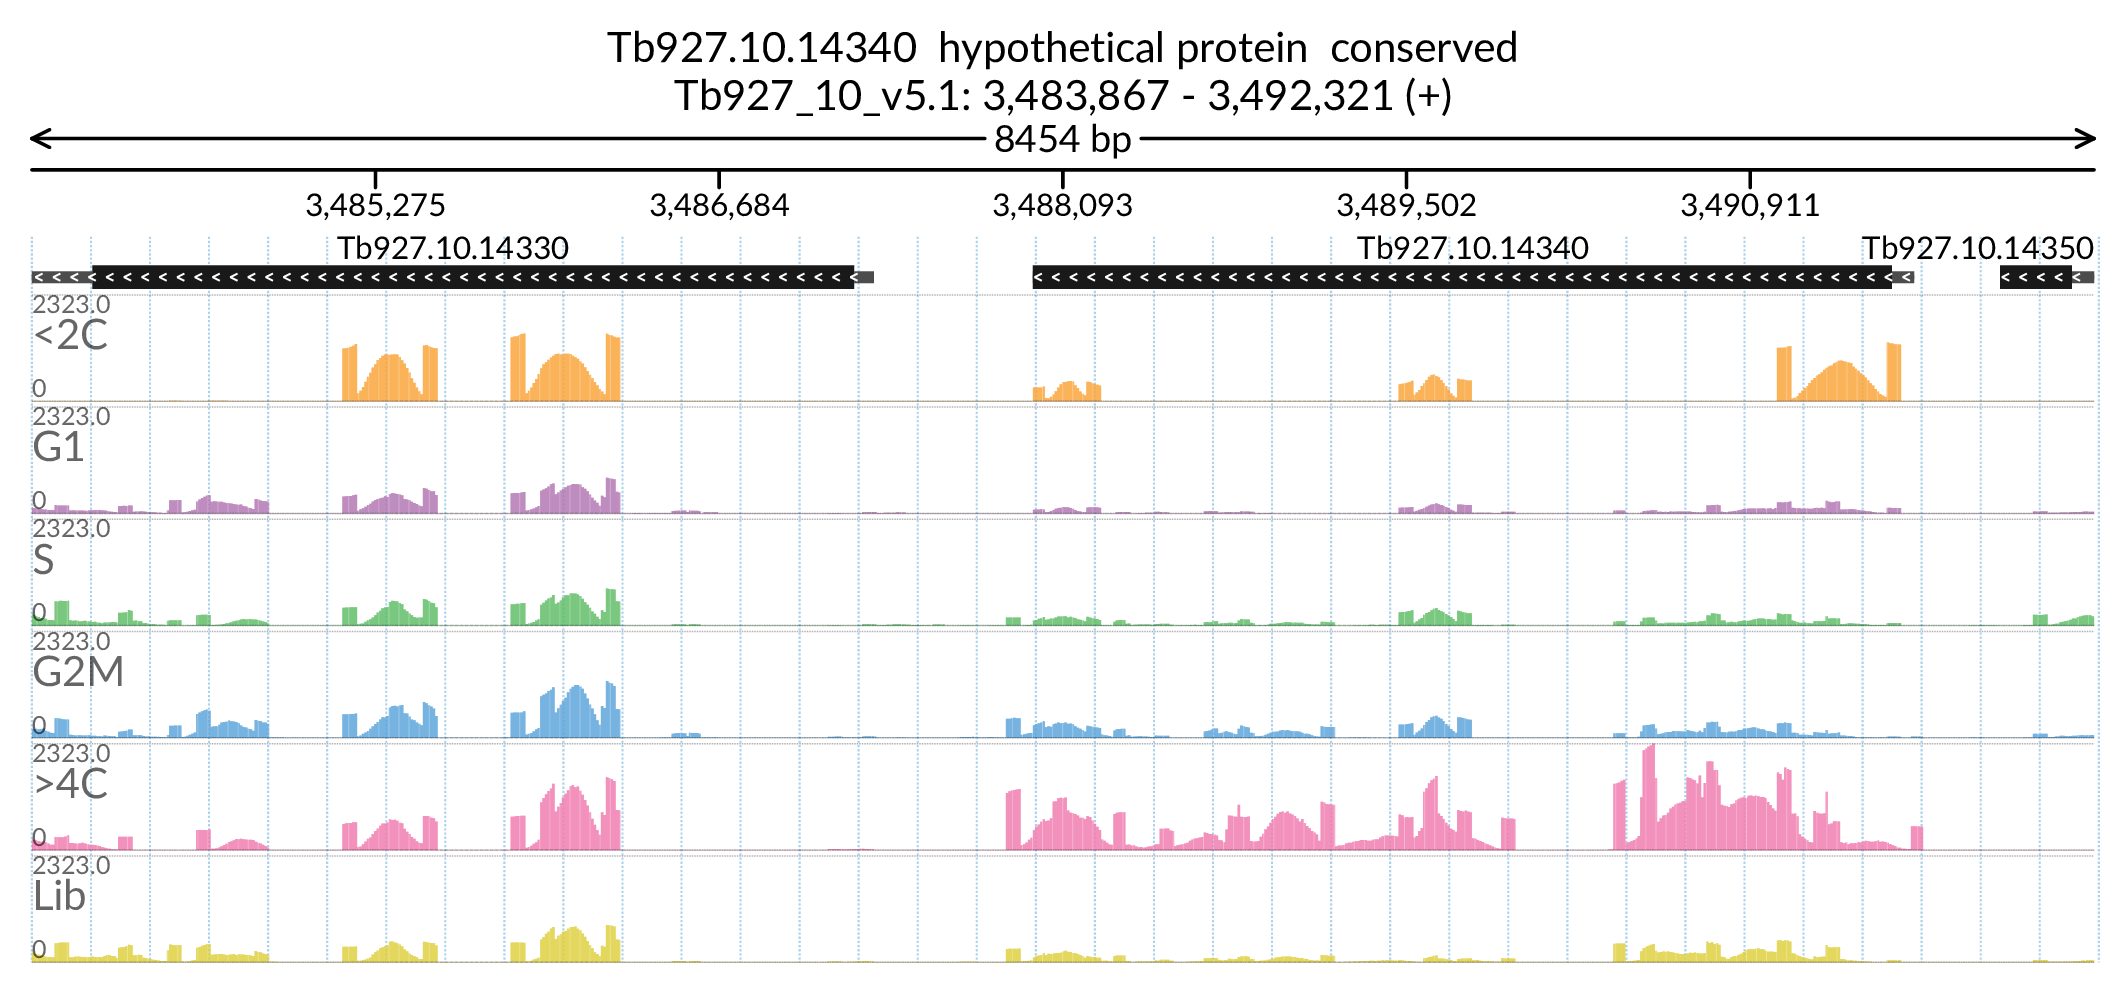 Tb927.10.14340 hypothetical protein conserved
Tb927_10_v5.1: 3,483,867 - 3,492,321 (+)
8454 bp
3,485,275 3,486,684 3,488,093 3,489,502 3,490,911
Tb927.10.14330 Tb927.10.14340 Tb927.10.14350
2323.0
<2C
0
2323.0
G1
0
2323.0
S
0
2323.0
G2M
0
2323.0
>4C
0
2323.0
Lib
0